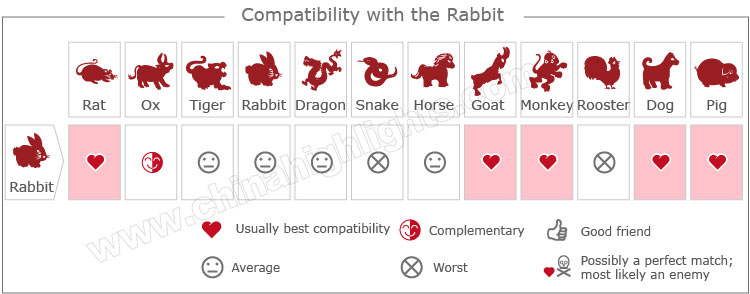 Compatibility with the Rabbit
Rat Ox Tiger Rabbit Dragon Snake Horse Goat Monkey Rooster Dog Pig
Rabbit
www.chinahighlights.com
Usually best compatibility Complementary Good friend
Average Worst Possibly a perfect match;
most likely an enemy